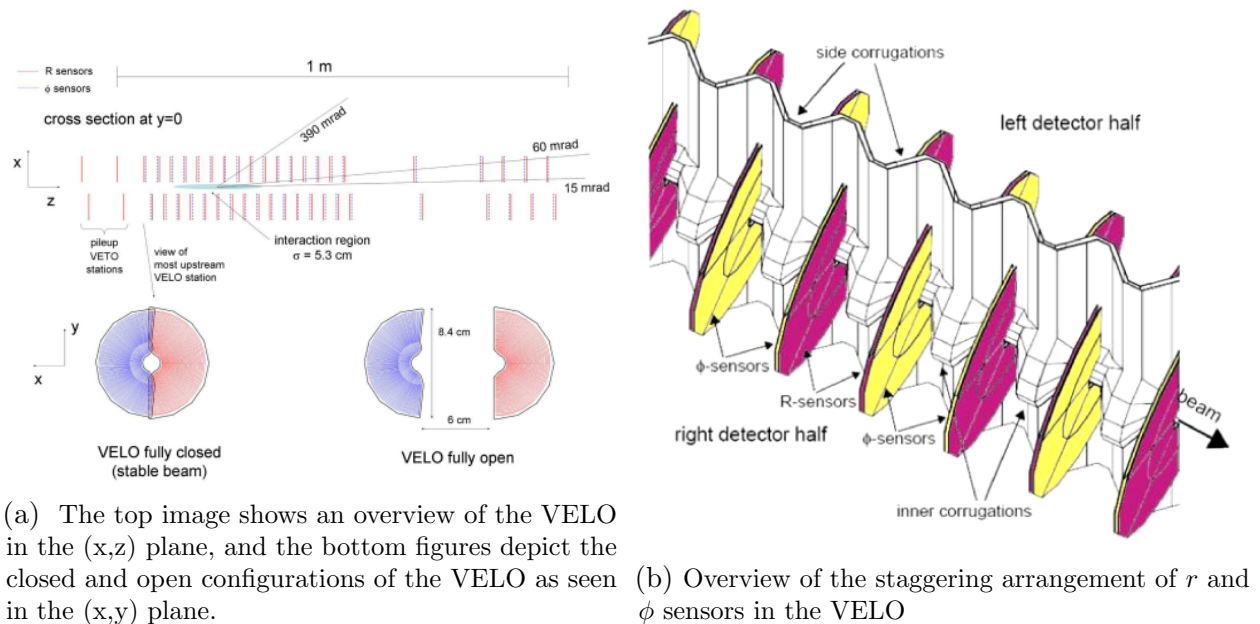 R sensors
ϕ sensors
1 m
cross section at y=0
390 mrad
60 mrad
15 mrad
x
z
pileup
VETO
stations
view of
most upstream
VELO station
interaction region
σ = 5.3 cm
y
x
8.4 cm
6 cm
VELO fully closed
(stable beam)
VELO fully open
(a) The top image shows an overview of the VELO
in the (x,z) plane, and the bottom figures depict the
closed and open configurations of the VELO as seen
in the (x,y) plane.
side corrugations
left detector half
ϕ-sensors
R-sensors
ϕ-sensors
right detector half
beam
inner corrugations
(b) Overview of the staggering arrangement of r and
ϕ sensors in the VELO